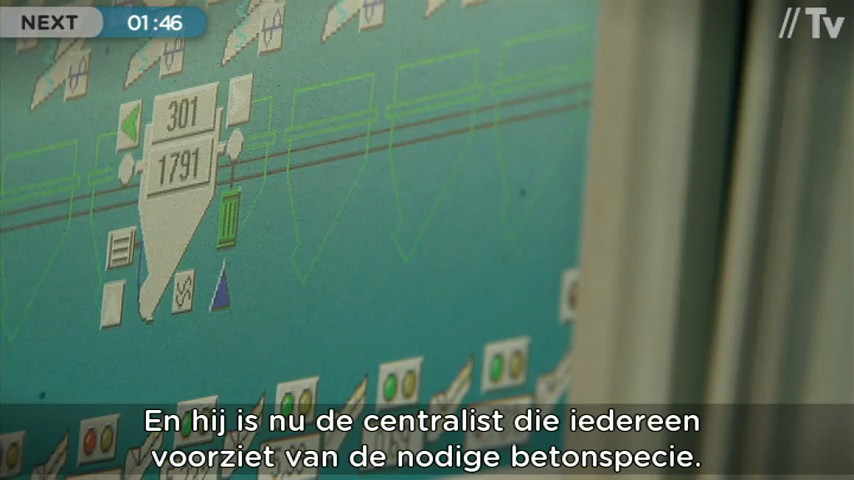 NEXT 01:46
//Tv
301
1791
En hij is nu de centralist die iedereen
voorziet van de nodige betonspecie.